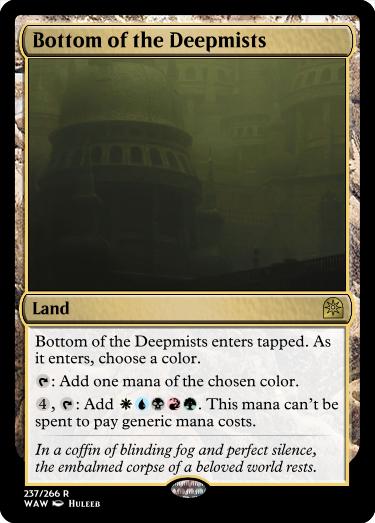 Bottom of the Deepmists
Land
Bottom of the Deepmists enters tapped. As
it enters, choose a color.
: Add one mana of the chosen color.
4, : Add . This mana can't be
spent to pay generic mana costs.
In a coffin of blinding fog and perfect silence,
the embalmed corpse of a beloved world rests.
237/266 R
WAW Huleeb